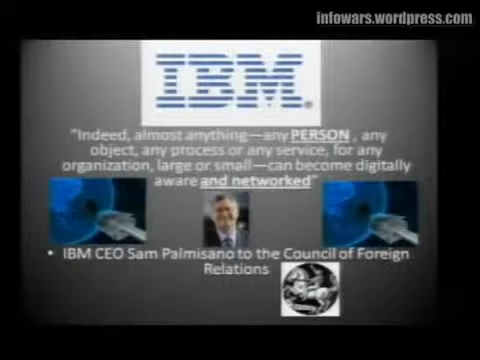 infowars.wordpress.com
IBM®
"Indeed, almost anything—any PERSON , any
object, any process or any service, for any
organization, large or small—can become digitally
aware and networked"
• IBM CEO Sam Palmisano to the Council of Foreign
Relations